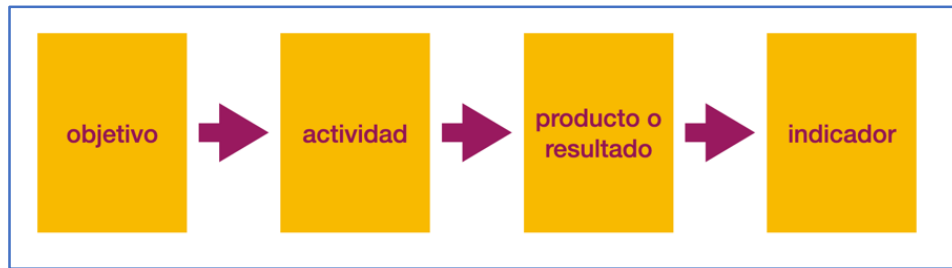 objetivo
actividad
producto o
resultado
indicador